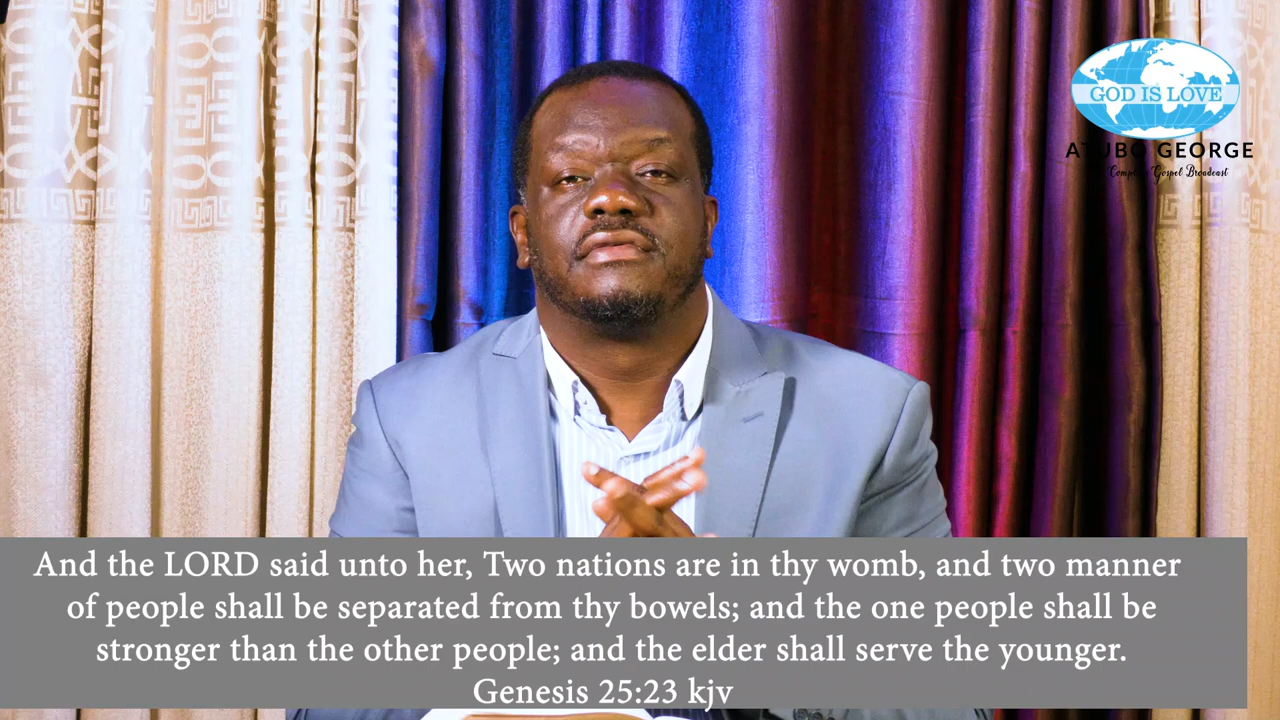 GOD IS LOVE
ATUBO GEORGE
Complete Gospel Broadcast
And the LORD said unto her, Two nations are in thy womb, and two manner
of people shall be separated from thy bowels; and the one people shall be
stronger than the other people; and the elder shall serve the younger.
Genesis 25:23 kjv